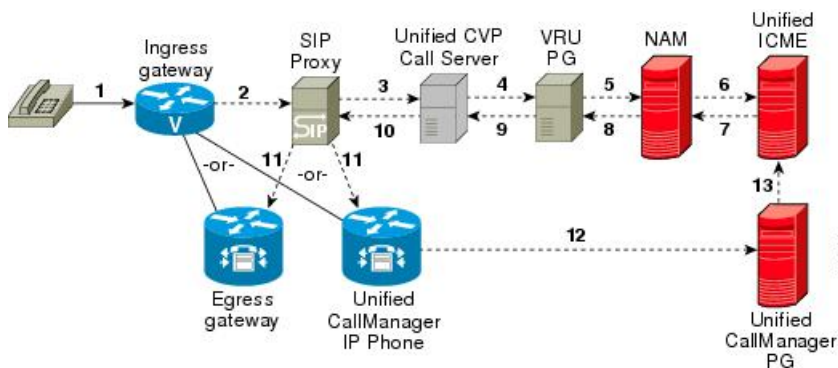 Ingress
gateway
SIP
Proxy
Unified CVP
Call Server
VRU
PG
NAM
Unified
ICME
1
2
3
4
5
6
10
9
8
7
V
SIP
-or-
11
-or-
11
13
12
Egress
gateway
Unified
CallManager
IP Phone
Unified
CallManager
PG